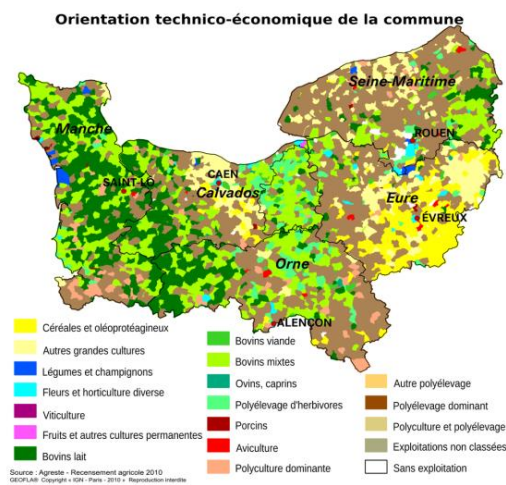 Orientation technico-économique de la commune
Seine-Maritime
Manche
ROUEN
CAEN
SAINT-LO
Calvados
Eure
ÉVREUX
Orne
ALENÇON
Céréales et oléoprotéagineux
Autres grandes cultures
Légumes et champignons
Fleurs et horticulture diverse
Viticulture
Fruits et autres cultures permanentes
Bovins lait
Bovins viande
Bovins mixtes
Ovins, caprins
Polyélevage d'herbivores
Porcins
Aviculture
Polyculture dominante
Autre polyélevage
Polyélevage dominant
Polyculture et polyélevage
Exploitations non classées
Sans exploitation
Source : Agreste - Recensement agricole 2010
GEOFLA® Copyright « IGN - Paris - 2010 » Reproduction interdite